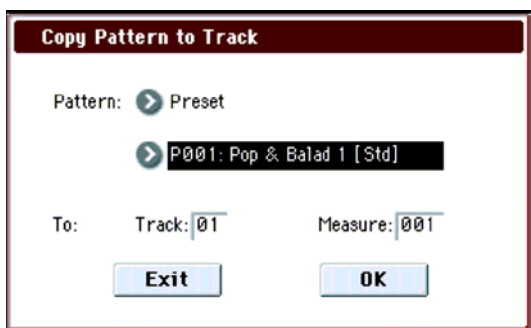 Copy Pattern to Track
Pattern: Preset
P001: Pop & Balad 1 [Std]
To: Track: 01 Measure: 001
Exit OK